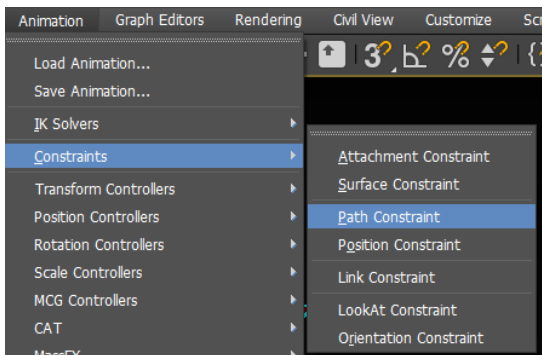 Animation Graph Editors Rendering Civil View Customize
3
%
Load Animation...
Save Animation...
IK Solvers
Constraints
Transform Controllers
Position Controllers
Rotation Controllers
Scale Controllers
MCG Controllers
CAT
MassFX
Attachment Constraint
Surface Constraint
Path Constraint
Position Constraint
Link Constraint
LookAt Constraint
Orientation Constraint